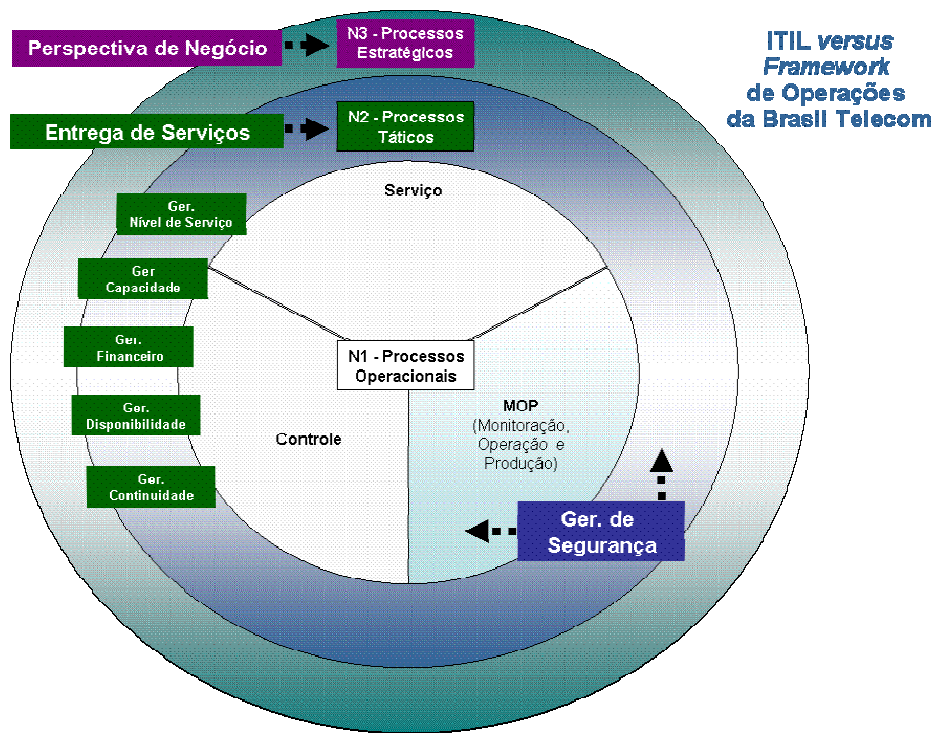 ITIL versus
Framework
de Operações
da Brasil Telecom
Perspectiva de Negócio
N3 - Processos
Estratégicos
Entrega de Serviços
N2 - Processos
Táticos
Serviço
Ger.
Nível de Serviço
Ger
Capacidade
Ger.
Financeiro
Ger.
Disponibilidade
Ger.
Continuidade
N1 - Processos
Operacionais
Controle
MOP
(Monitoração,
Operação e
Produção)
Ger. de
Segurança